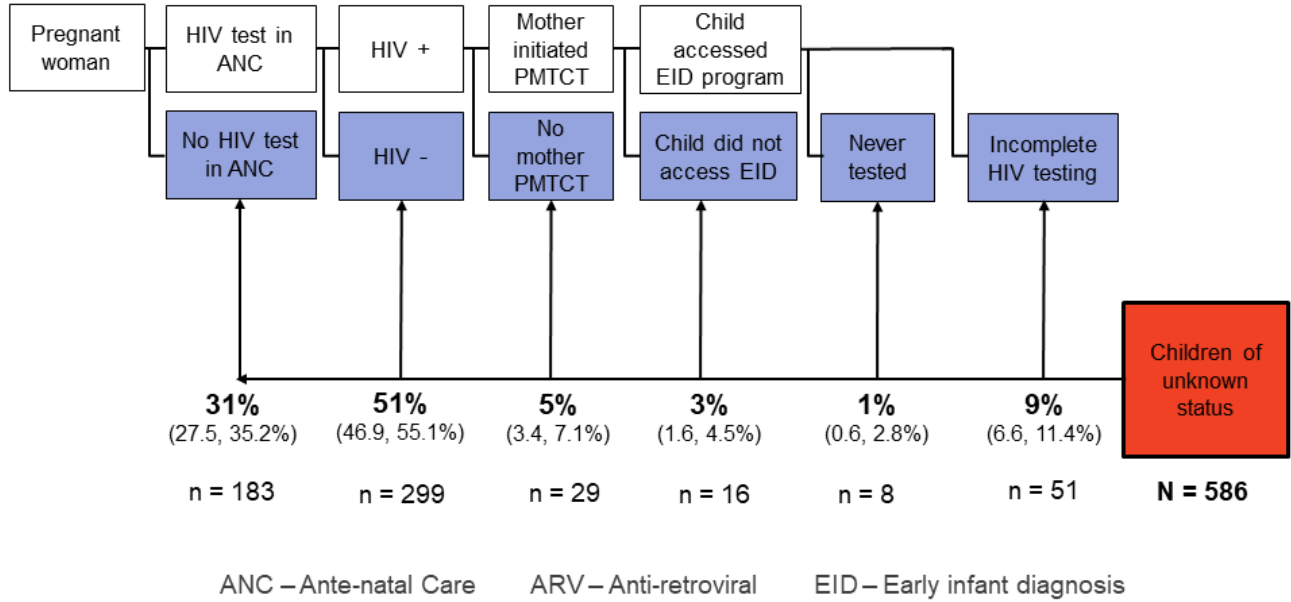 Pregnant
woman
HIV test in
ANC
HIV +
Mother
initiated
PMTCT
Child
accessed
EID program
No HIV test
in ANC
HIV -
No
mother
PMTCT
Child did not
access EID
Never
tested
Incomplete
HIV testing
Children of
unknown
status
31% 51% 5% 3% 1% 9%
(27.5, 35.2%) (46.9, 55.1%) (3.4, 7.1%) (1.6, 4.5%) (0.6, 2.8%) (6.6, 11.4%)
n = 183 n = 299 n = 29 n = 16 n = 8 n = 51 N = 586
ANC – Ante-natal Care ARV – Anti-retroviral EID – Early infant diagnosis